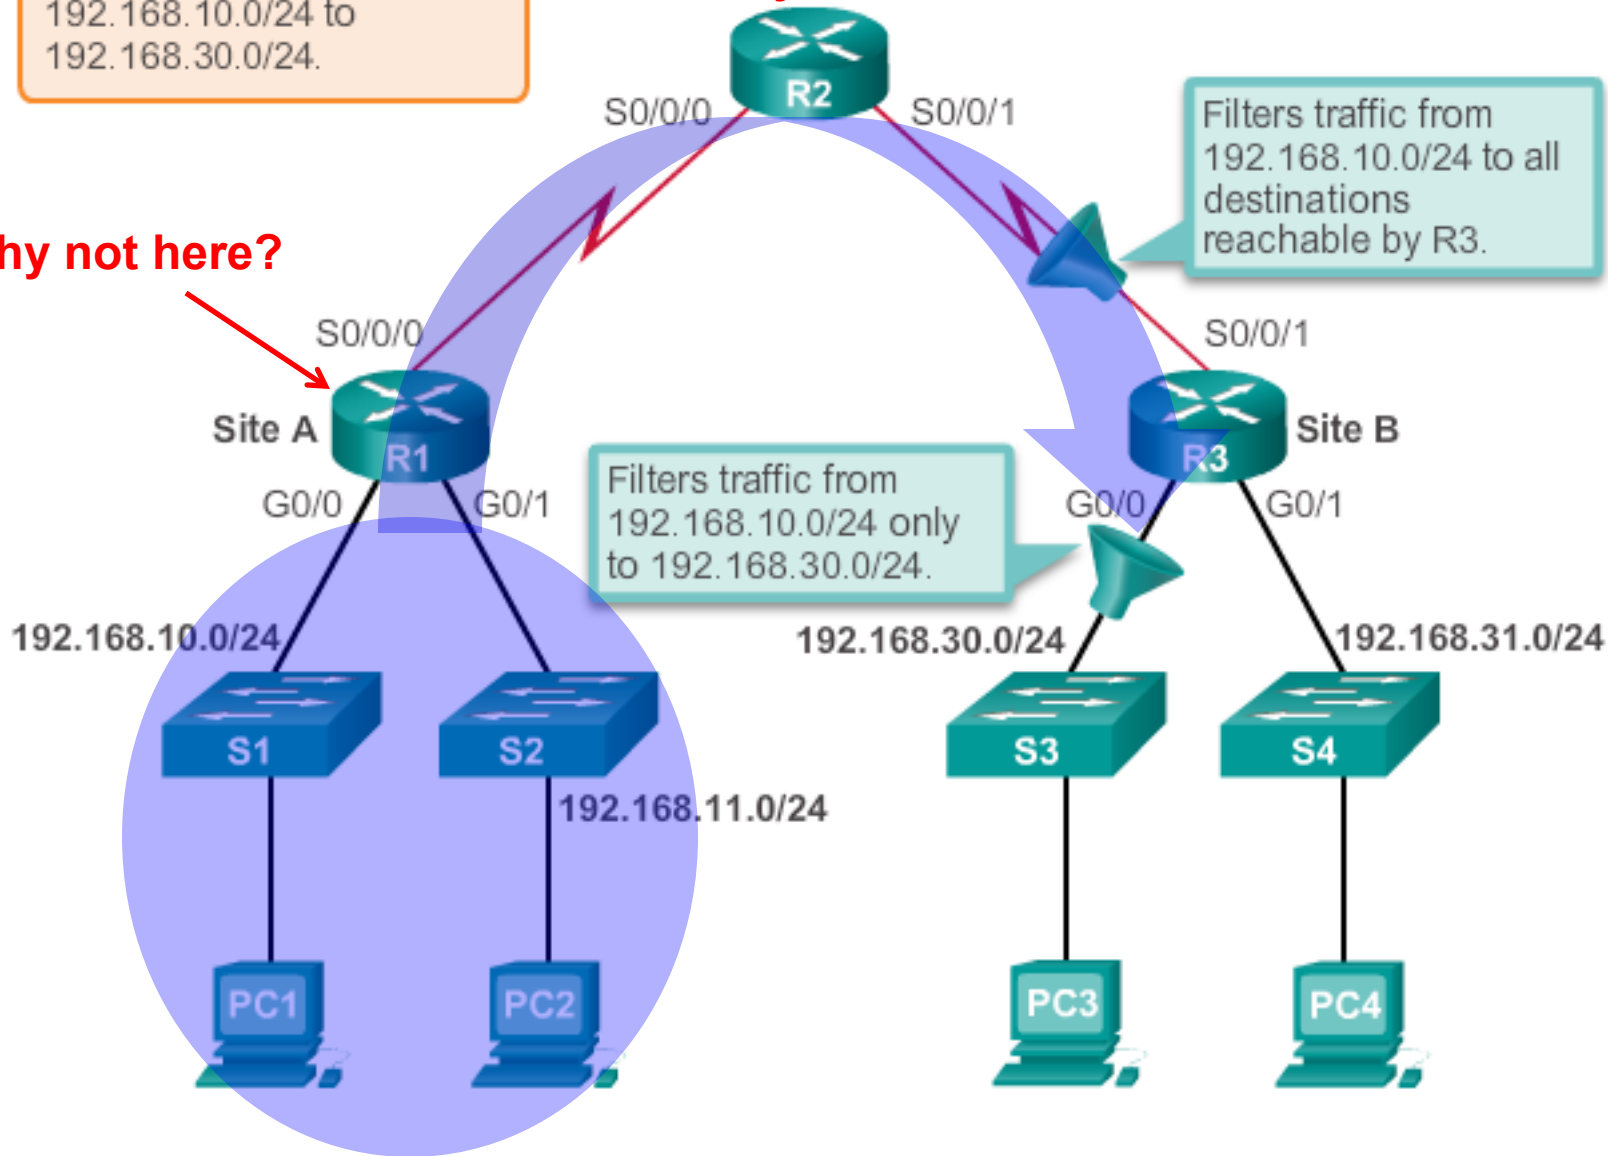 192.168.10.0/24 to
192.168.30.0/24.
R2
S0/0/0
S0/0/1
Filters traffic from
192.168.10.0/24 to all
destinations
reachable by R3.
hy not here?
S0/0/0
S0/0/1
Site A
R1
R3
Site B
G0/0
G0/1
Filters traffic from
192.168.10.0/24 only
to 192.168.30.0/24.
G0/0
G0/1
192.168.10.0/24
192.168.30.0/24
192.168.31.0/24
S1
S2
S3
S4
192.168.11.0/24
PC1
PC2
PC3
PC4